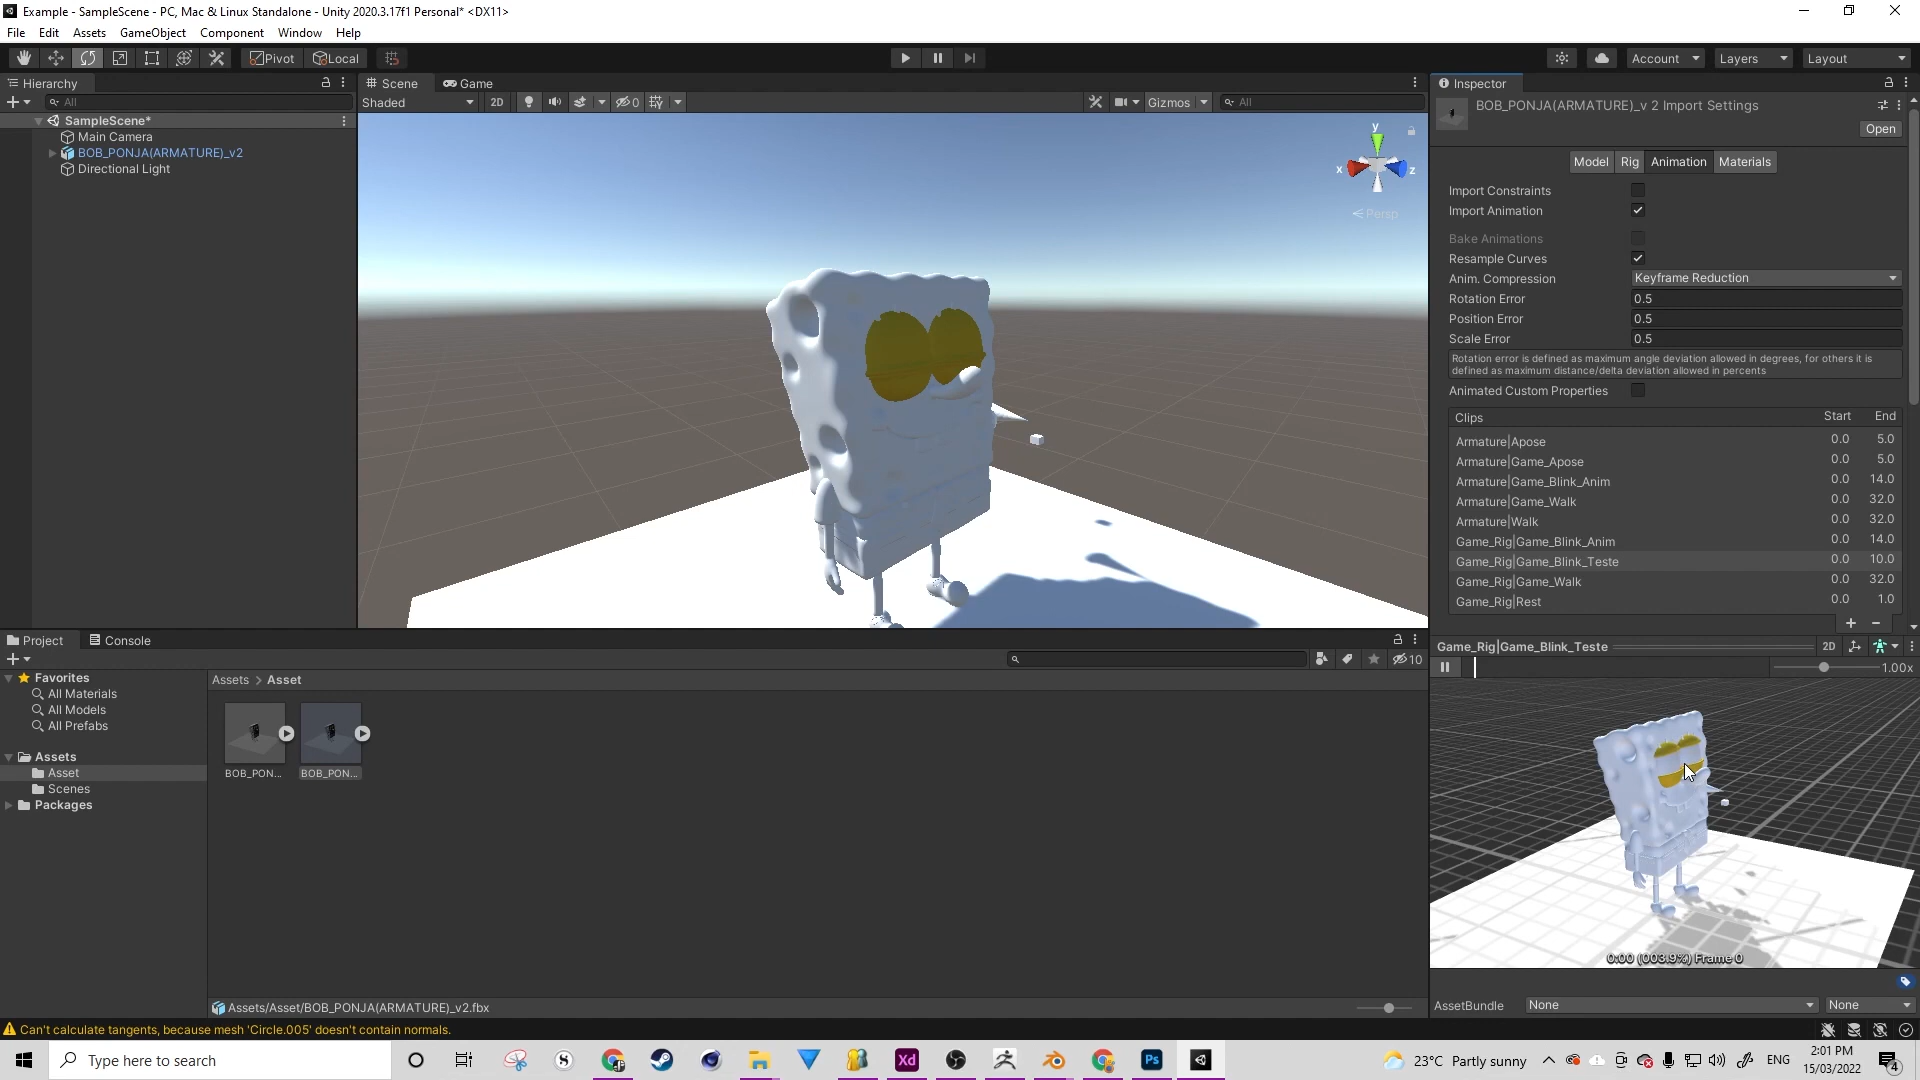 Example - SampleScene - PC, Mac & Linux Standalone - Unity 2020.3.17f1 Personal* <DX11>
File Edit Assets GameObject Component Window Help
Pivot Local Account Layers Layout
Hierarchy
All
SampleScene*
Main Camera
BOB_PONJA(ARMATURE)_v2
Directional Light
Scene Game
Shaded 2D 0 Gizmos All
y
x z
Persp
Inspector
BOB_PONJA(ARMATURE)_v 2 Import Settings
Open
Model Rig Animation Materials
Import Constraints
Import Animation
Bake Animations
Resample Curves
Anim. Compression Keyframe Reduction
Rotation Error 0.5
Position Error 0.5
Scale Error 0.5
Rotation error is defined as maximum angle deviation allowed in degrees, for others it is
defined as maximum distance/delta deviation allowed in percents
Animated Custom Properties
Clips Start End
Armature|Apose 0.0 5.0
Armature|Game_Apose 0.0 5.0
Armature|Game_Blink_Anim 0.0 14.0
Armature|Game_Walk 0.0 32.0
Armature|Walk 0.0 32.0
Game_Rig|Game_Blink_Anim 0.0 14.0
Game_Rig|Game_Blink_Teste 0.0 10.0
Game_Rig|Game_Walk 0.0 32.0
Game_Rig|Rest 0.0 1.0
Game_Rig|Game_Blink_Teste 2D
1.00x
0:00 (003.9%) Frame 0
AssetBundle None None
Project Console
10
Favorites
All Materials
All Models
All Prefabs
Assets
Asset
Scenes
Packages
Assets > Asset
BOB_PON... BOB_PON...
Assets/Asset/BOB_PONJA(ARMATURE)_v2.fbx
Can't calculate tangents, because mesh 'Circle.005' doesn't contain normals.
Type here to search
Xd
Ps
23°C Partly sunny
ENG
2:01 PM
15/03/2022
4